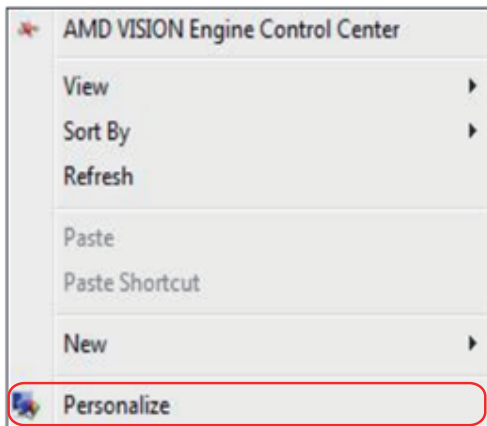 AMD VISION Engine Control Center
View
Sort By
Refresh
Paste
Paste Shortcut
New
Personalize